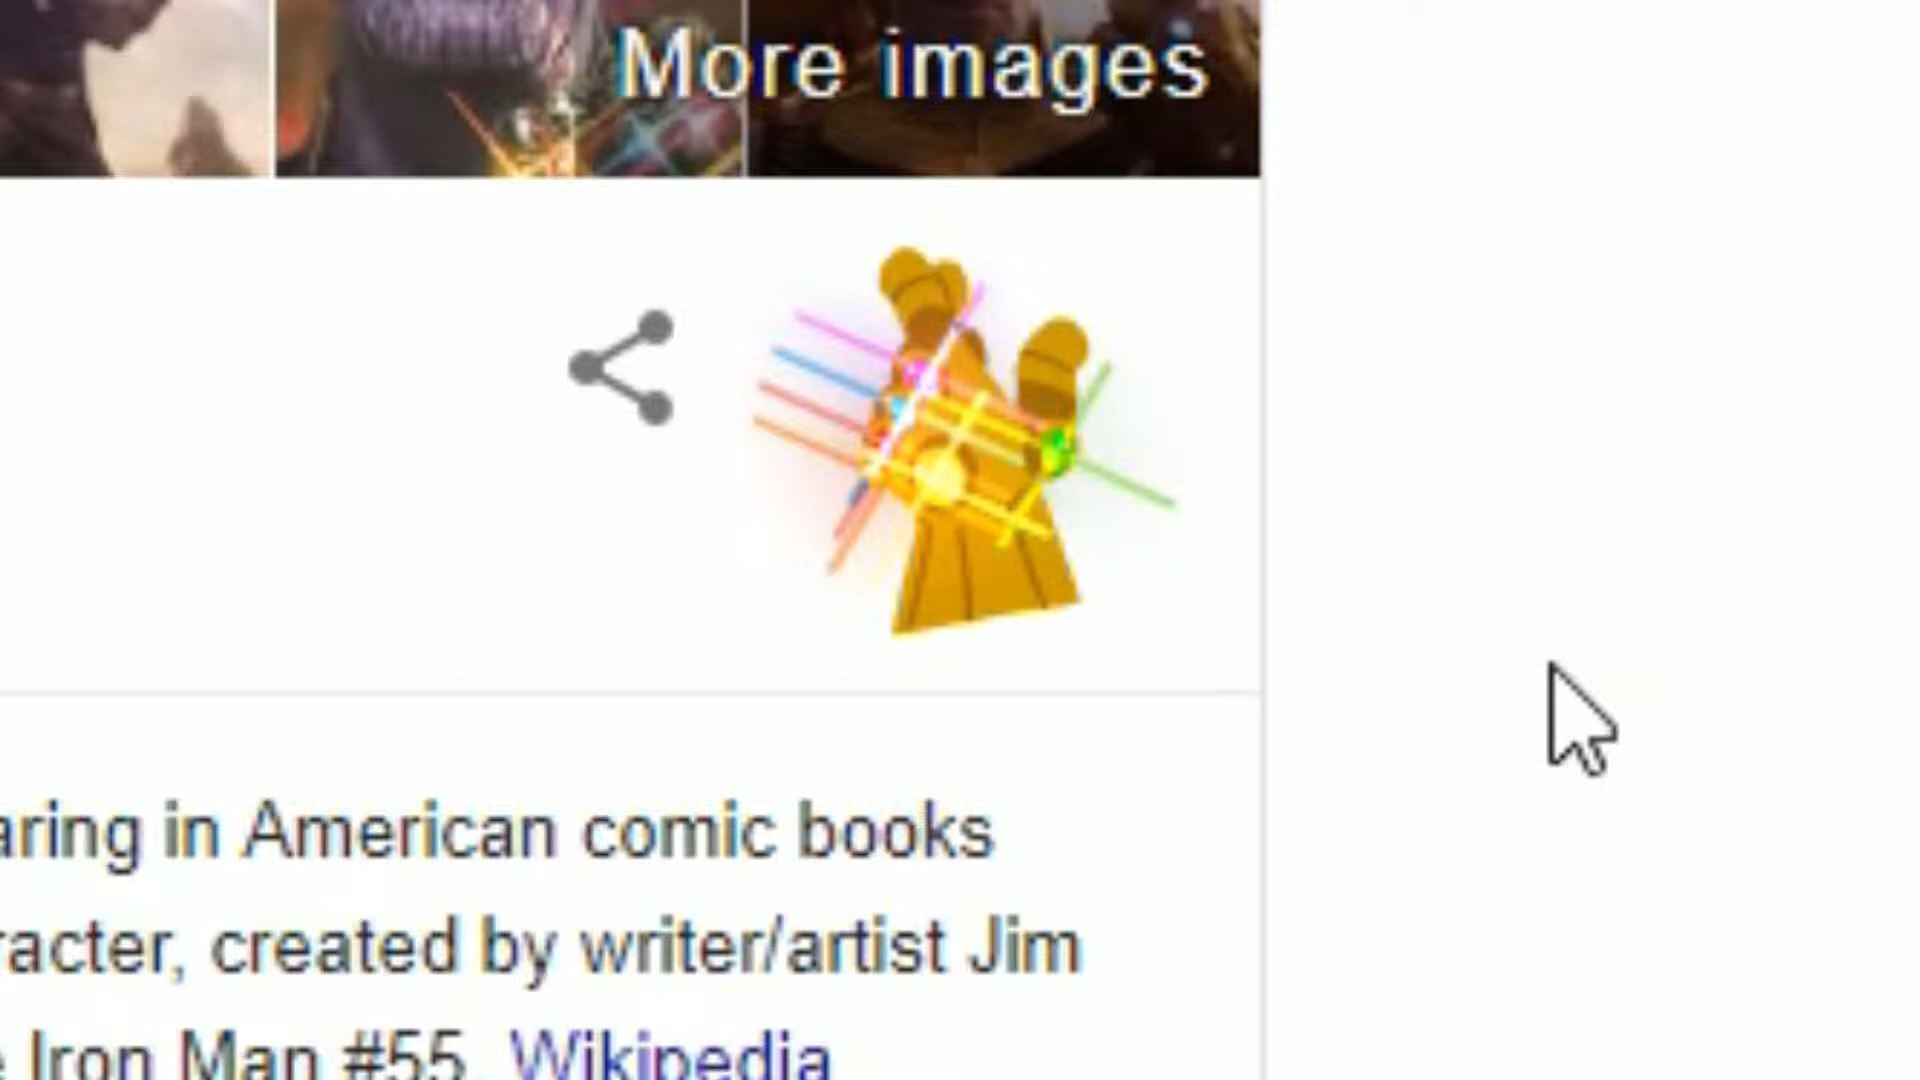 More images
aring in American comic books
racter, created by writer/artist Jim
e Iron Man #55. Wikipedia